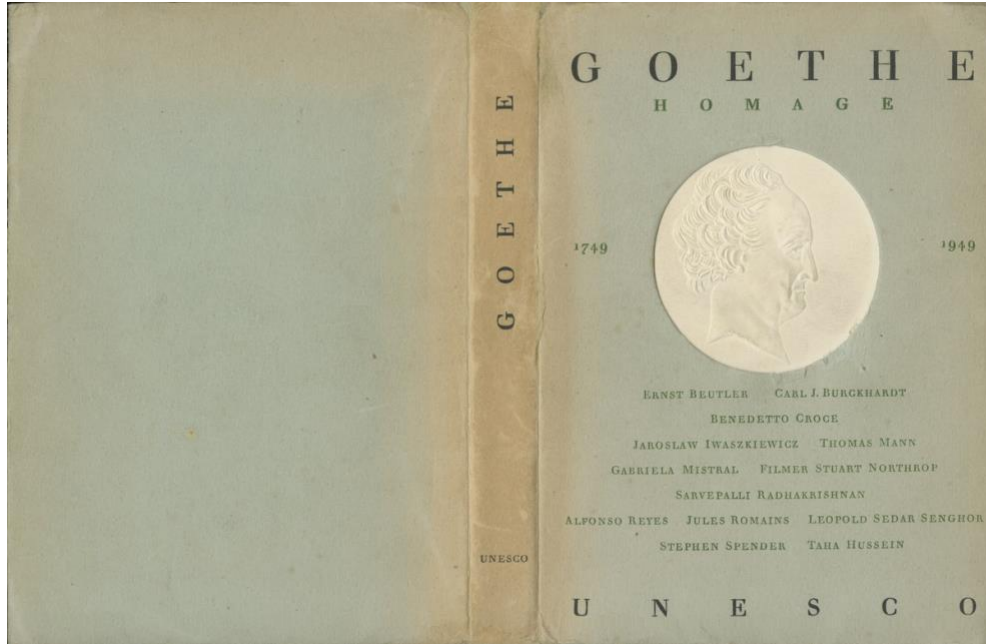 GOETHE
UNESCO
GOETHE
HOMAGE
1749 1949
ERNST BEUTLER CARL J. BURCKHARDT
BENEDETTO CROCE
JAROSLAW IWASZKIEWICZ THOMAS MANN
GABRIELA MISTRAL FILMER STUART NORTHROP
SARVEPALLI RADHAKRISHNAN
ALFONSO REYES JULES ROMAINS LEOPOLD SEDAR SENGHOR
STEPHEN SPENDER TAHA HUSSEIN
UNESCO